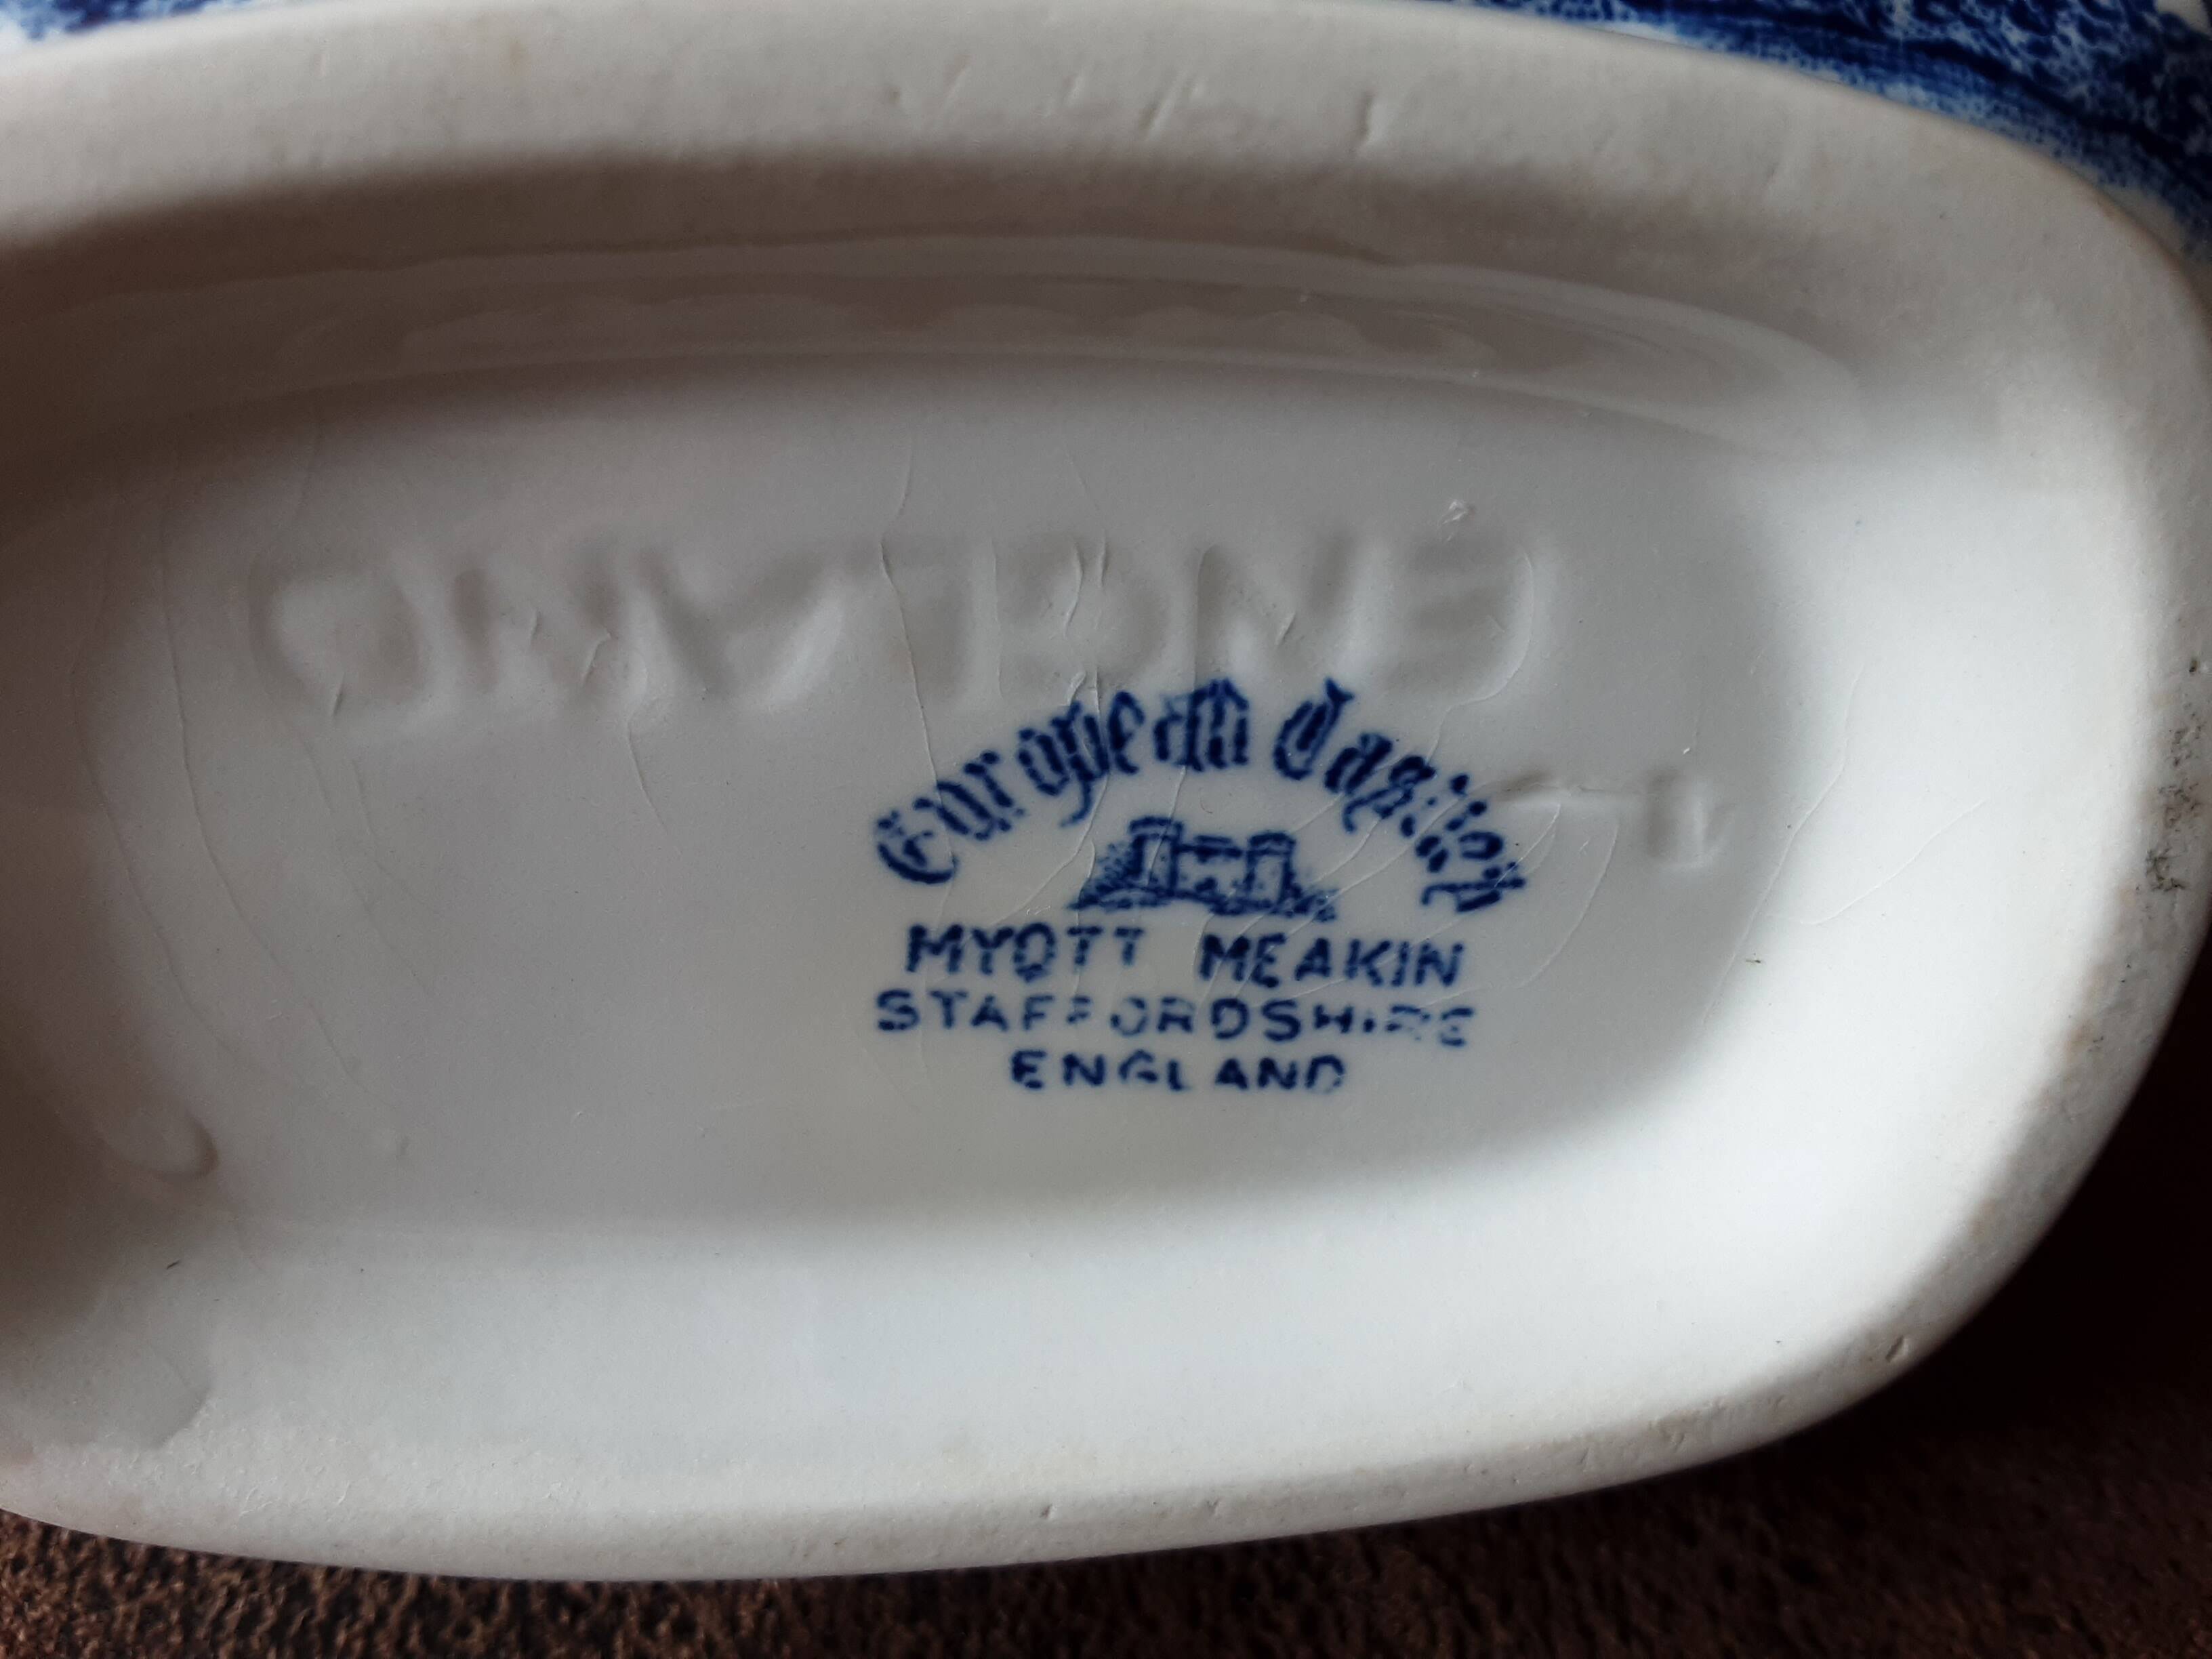 ENGLAND
European Castles
MYOTT MEAKIN
STAFFORDSHIRE
ENGLAND